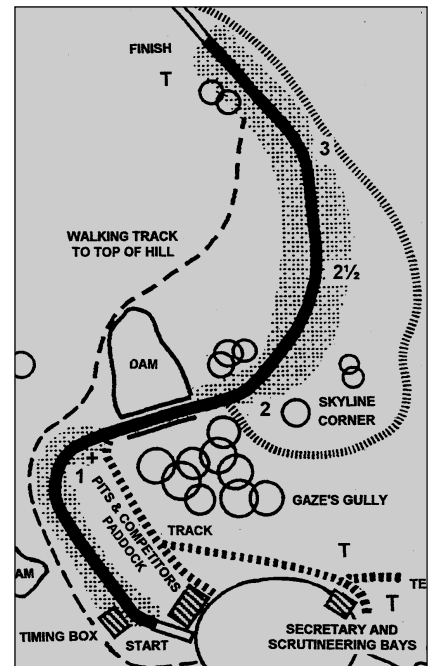 FINISH
T
3
WALKING TRACK
TO TOP OF HILL
2½
DAM
2
SKYLINE
CORNER
1
PITS & COMPETITORS
PADDOCK
GAZE'S GULLY
TRACK
T
AM
TE
T
TIMING BOX
START
SECRETARY AND
SCRUTINEERING BAYS